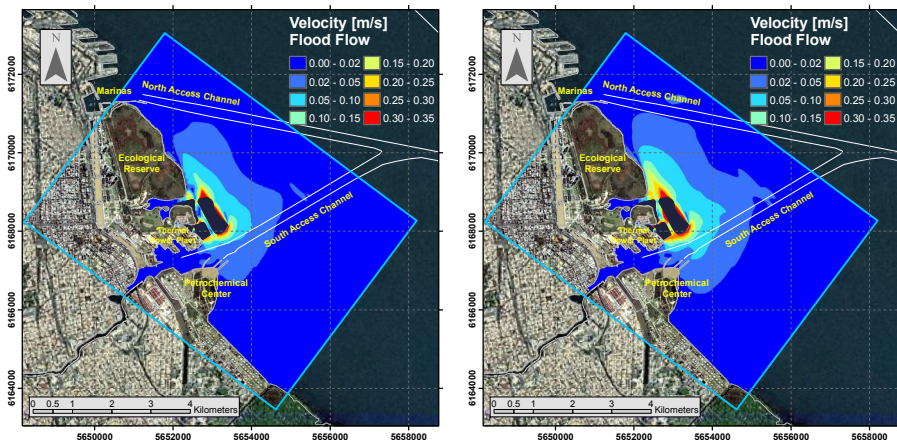 N
Velocity [m/s]
Flood Flow
0.00 - 0.02
0.15 - 0.20
0.02 - 0.05
0.20 - 0.25
0.05 - 0.10
0.25 - 0.30
0.10 - 0.15
0.30 - 0.35
Marinas
North Access Channel
Ecological
Reserve
Thermal
Power Plant
South Access Channel
Petrochemical
Center
0 0.5 1 2 3 4
Kilometers
6172000
6170000
6168000
6166000
6164000
5650000 5652000 5654000 5656000 5658000
N
Velocity [m/s]
Flood Flow
0.00 - 0.02
0.15 - 0.20
0.02 - 0.05
0.20 - 0.25
0.05 - 0.10
0.25 - 0.30
0.10 - 0.15
0.30 - 0.35
Marinas
North Access Channel
Ecological
Reserve
Thermal
Power Plant
South Access Channel
Petrochemical
Center
0 0.5 1 2 3 4
Kilometers
6172000
6170000
6168000
6166000
6164000
5650000 5652000 5654000 5656000 5658000